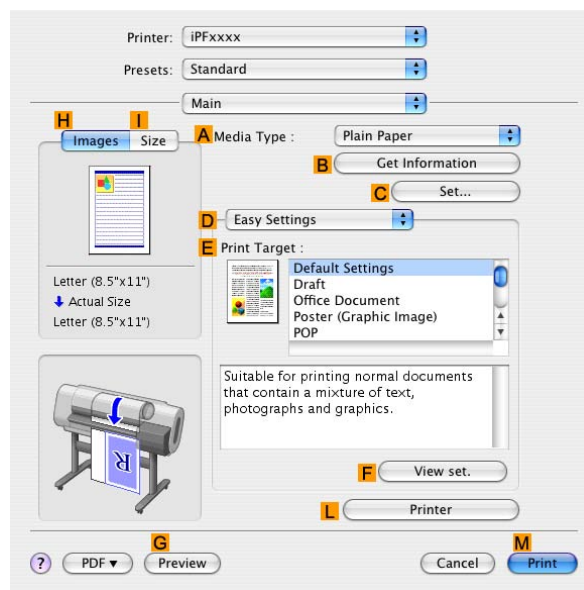 Printer: iPFxxxx
Presets: Standard
Main
H I
Images Size
A Media Type : Plain Paper
B Get Information
C Set...
D Easy Settings
E Print Target :
Default Settings
Draft
Office Document
Poster (Graphic Image)
POP
Letter (8.5"x11")
Actual Size
Letter (8.5"x11")
Suitable for printing normal documents
that contain a mixture of text,
photographs and graphics.
R
F View set.
L Printer
G M
? PDF Preview Cancel Print